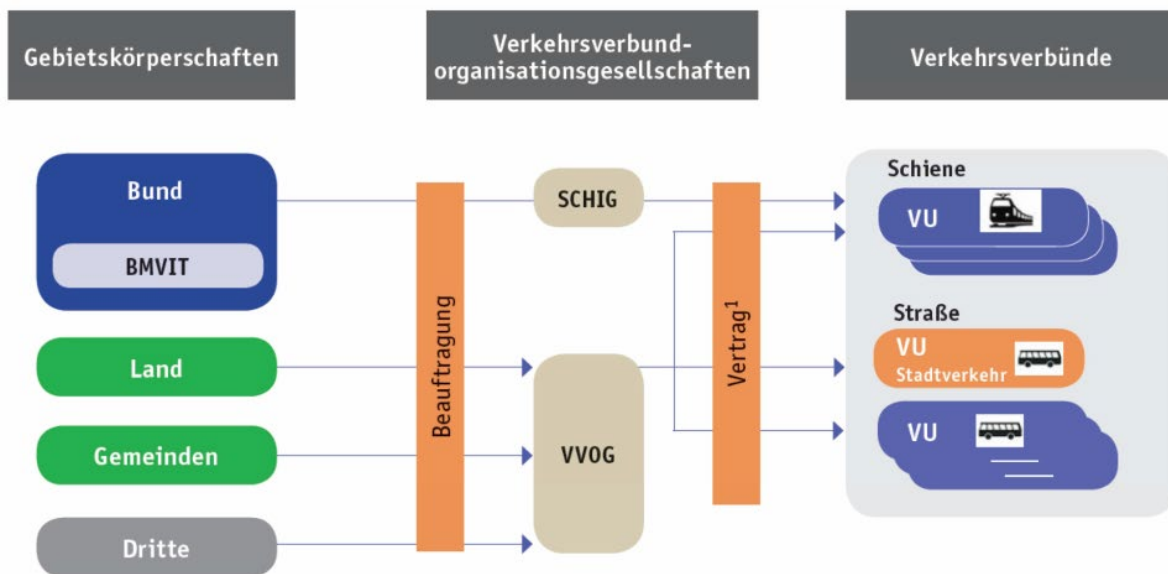 Gebietskörperschaften
Verkehrsverbund-
organisationsgesellschaften
Verkehrsverbünde
Bund
BMVIT
Land
Gemeinden
Dritte
Beauftragung
SCHIG
VVOG
Vertrag¹
Schiene
VU
Straße
VU
Stadtverkehr
VU